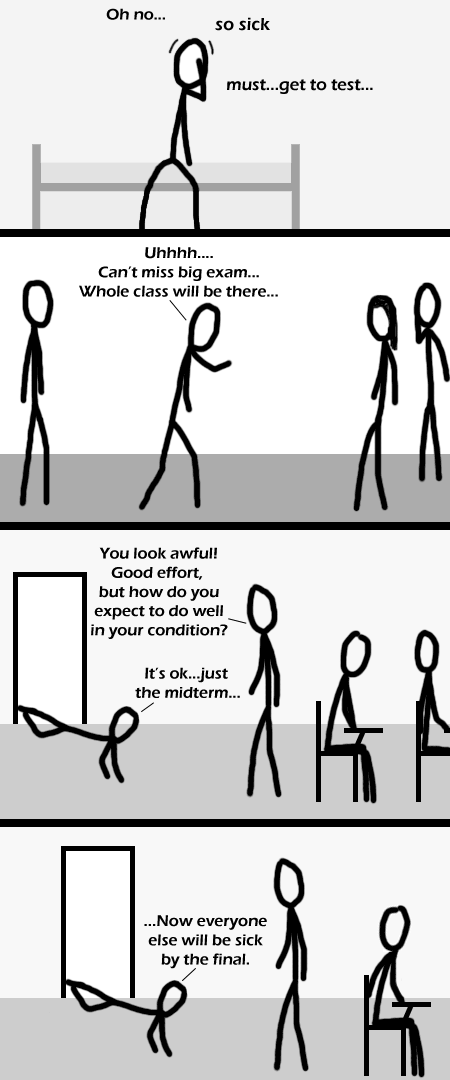 Oh no...
so sick
must...get to test...
Uhhhh....
Can't miss big exam...
Whole class will be there...
You look awful!
Good effort,
but how do you
expect to do well
in your condition?
It's ok...just
the midterm...
...Now everyone
else will be sick
by the final.